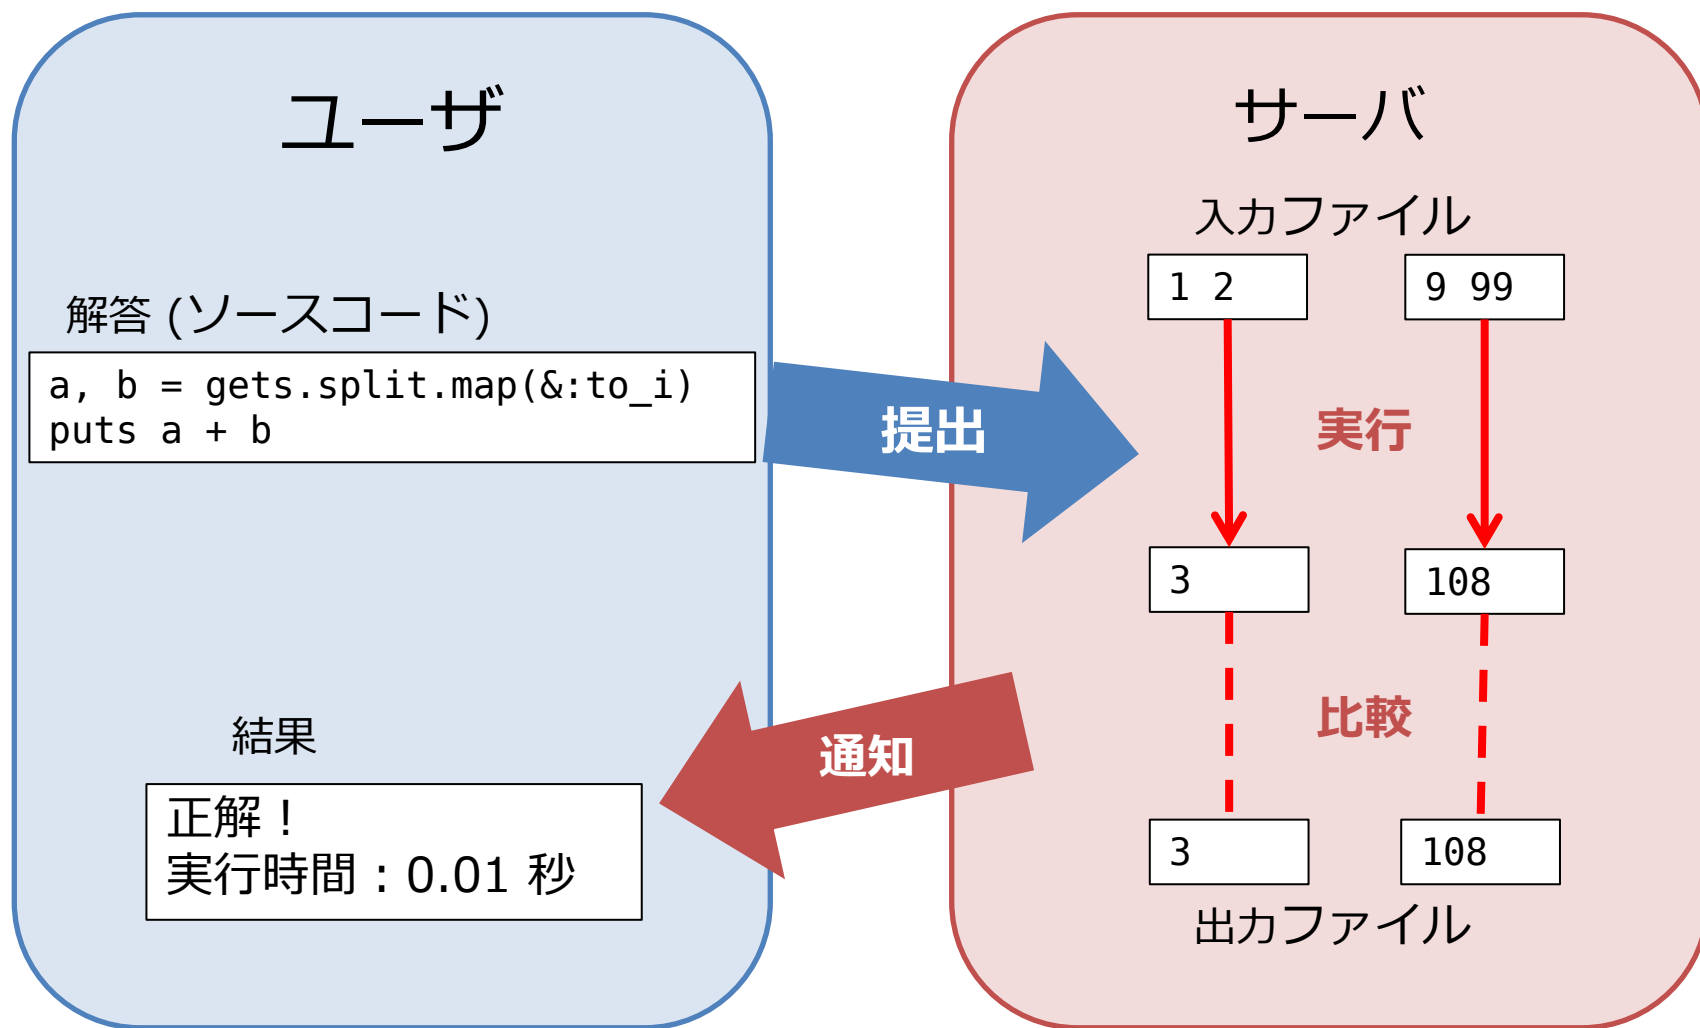 ユーザ
解答 (ソースコード)
a, b = gets.split.map(&:to_i)
puts a + b
提出
サーバ
入力ファイル
1 2
9 99
実行
3
108
比較
3
108
出力ファイル
通知
結果
正解！
実行時間：0.01 秒